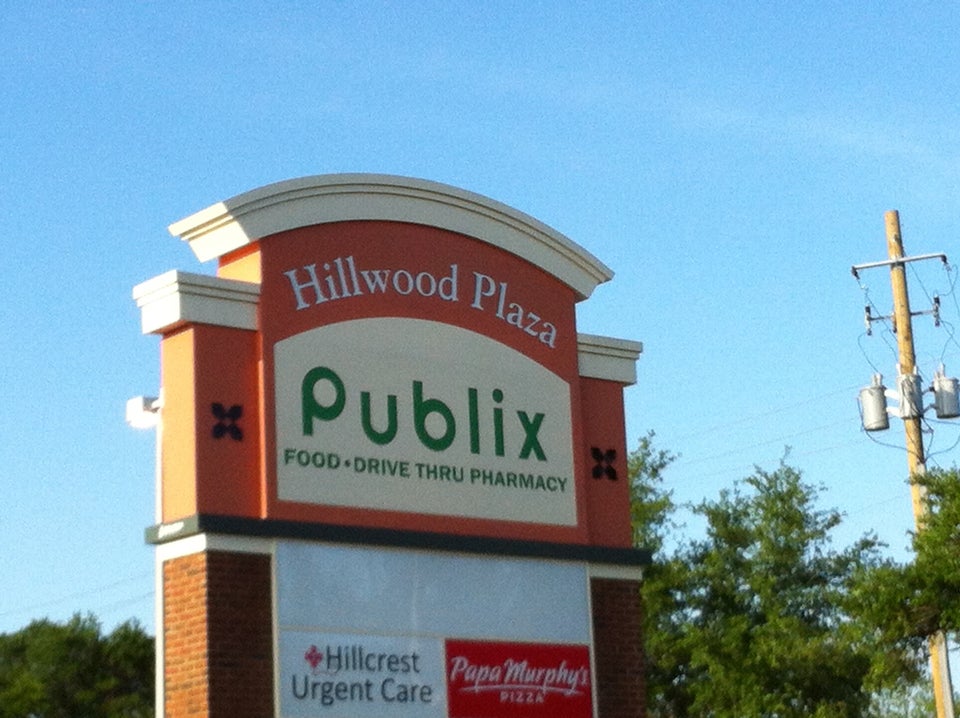 Hillwood Plaza
Publix
FOOD • DRIVE THRU PHARMACY
Hillcrest
Urgent Care
Papa Murphy's
PIZZA